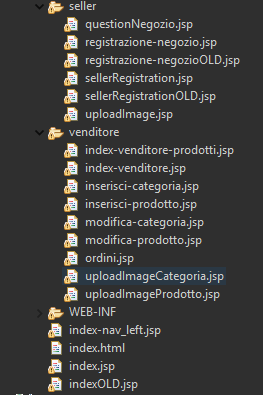 seller
questionNegozio.jsp
registrazione-negozio.jsp
registrazione-negozioOLD.jsp
sellerRegistration.jsp
sellerRegistrationOLD.jsp
uploadImage.jsp
venditore
index-venditore-prodotti.jsp
index-venditore.jsp
inserisci-categoria.jsp
inserisci-prodotto.jsp
modifica-categoria.jsp
modifica-prodotto.jsp
ordini.jsp
uploadImageCategoria.jsp
uploadImageProdotto.jsp
WEB-INF
index-nav_left.jsp
index.html
index.jsp
indexOLD.jsp